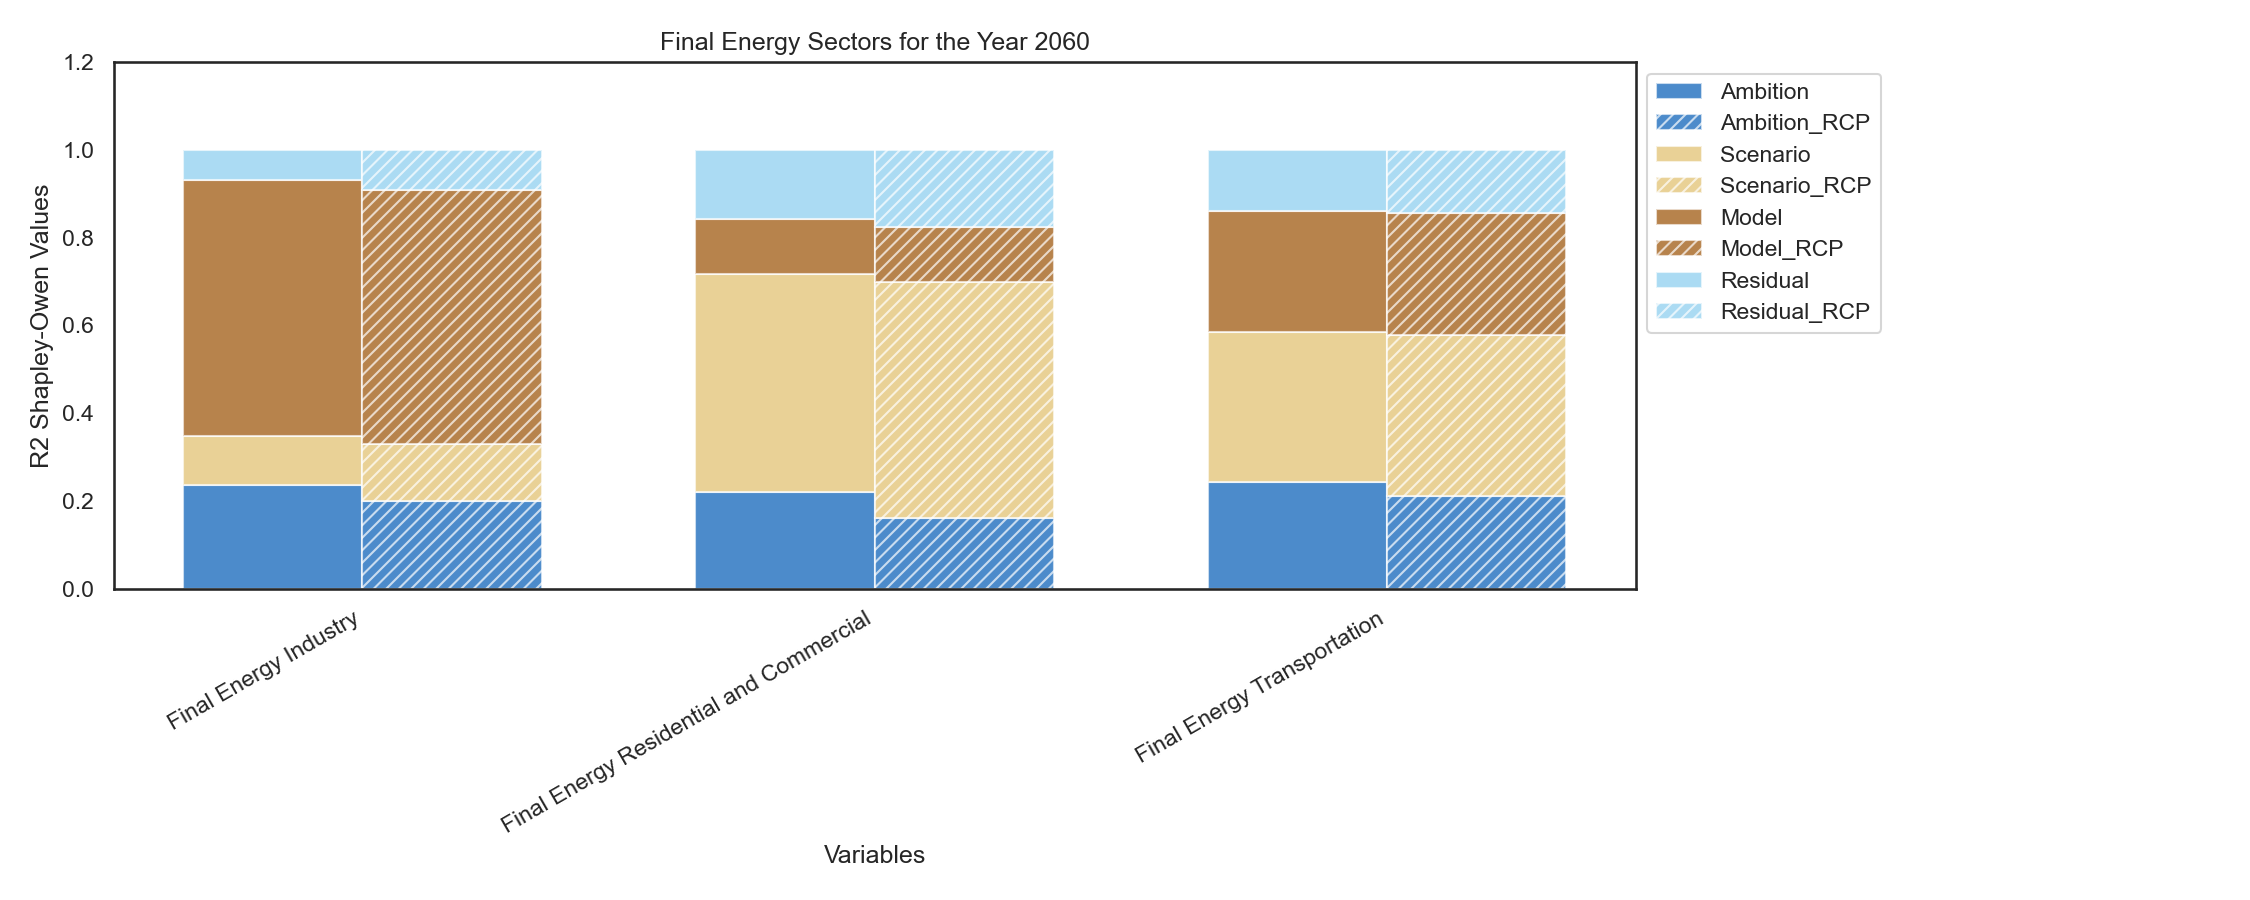 Final Energy Sectors for the Year 2060
R2 Shapley-Owen Values
1.2
1.0
0.8
0.6
0.4
0.2
0.0
Final Energy Industry
Final Energy Residential and Commercial
Final Energy Transportation
Variables
Ambition
Ambition_RCP
Scenario
Scenario_RCP
Model
Model_RCP
Residual
Residual_RCP